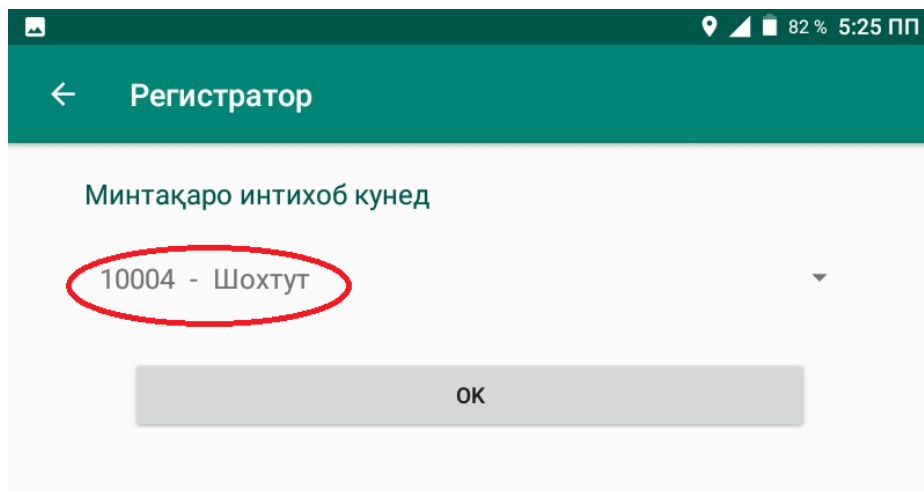 82 % 5:25 ПП
Регистратор
Минтақаро интихоб кунед
10004 - Шохтут
OK